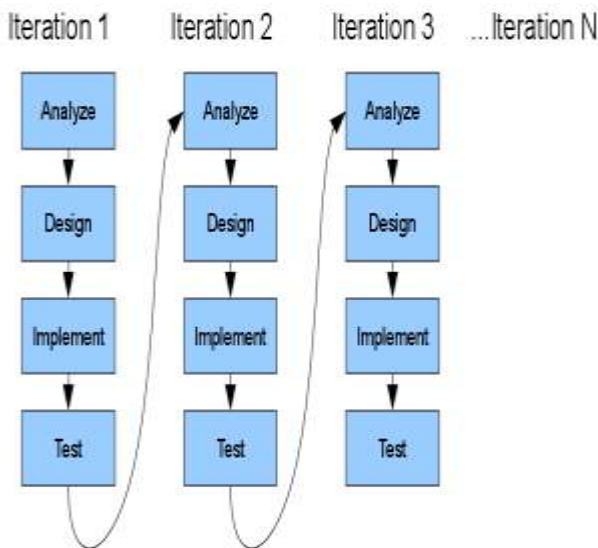 Iteration 1 Iteration 2 Iteration 3 ...Iteration N
Analyze Analyze Analyze
Design Design Design
Implement Implement Implement
Test Test Test